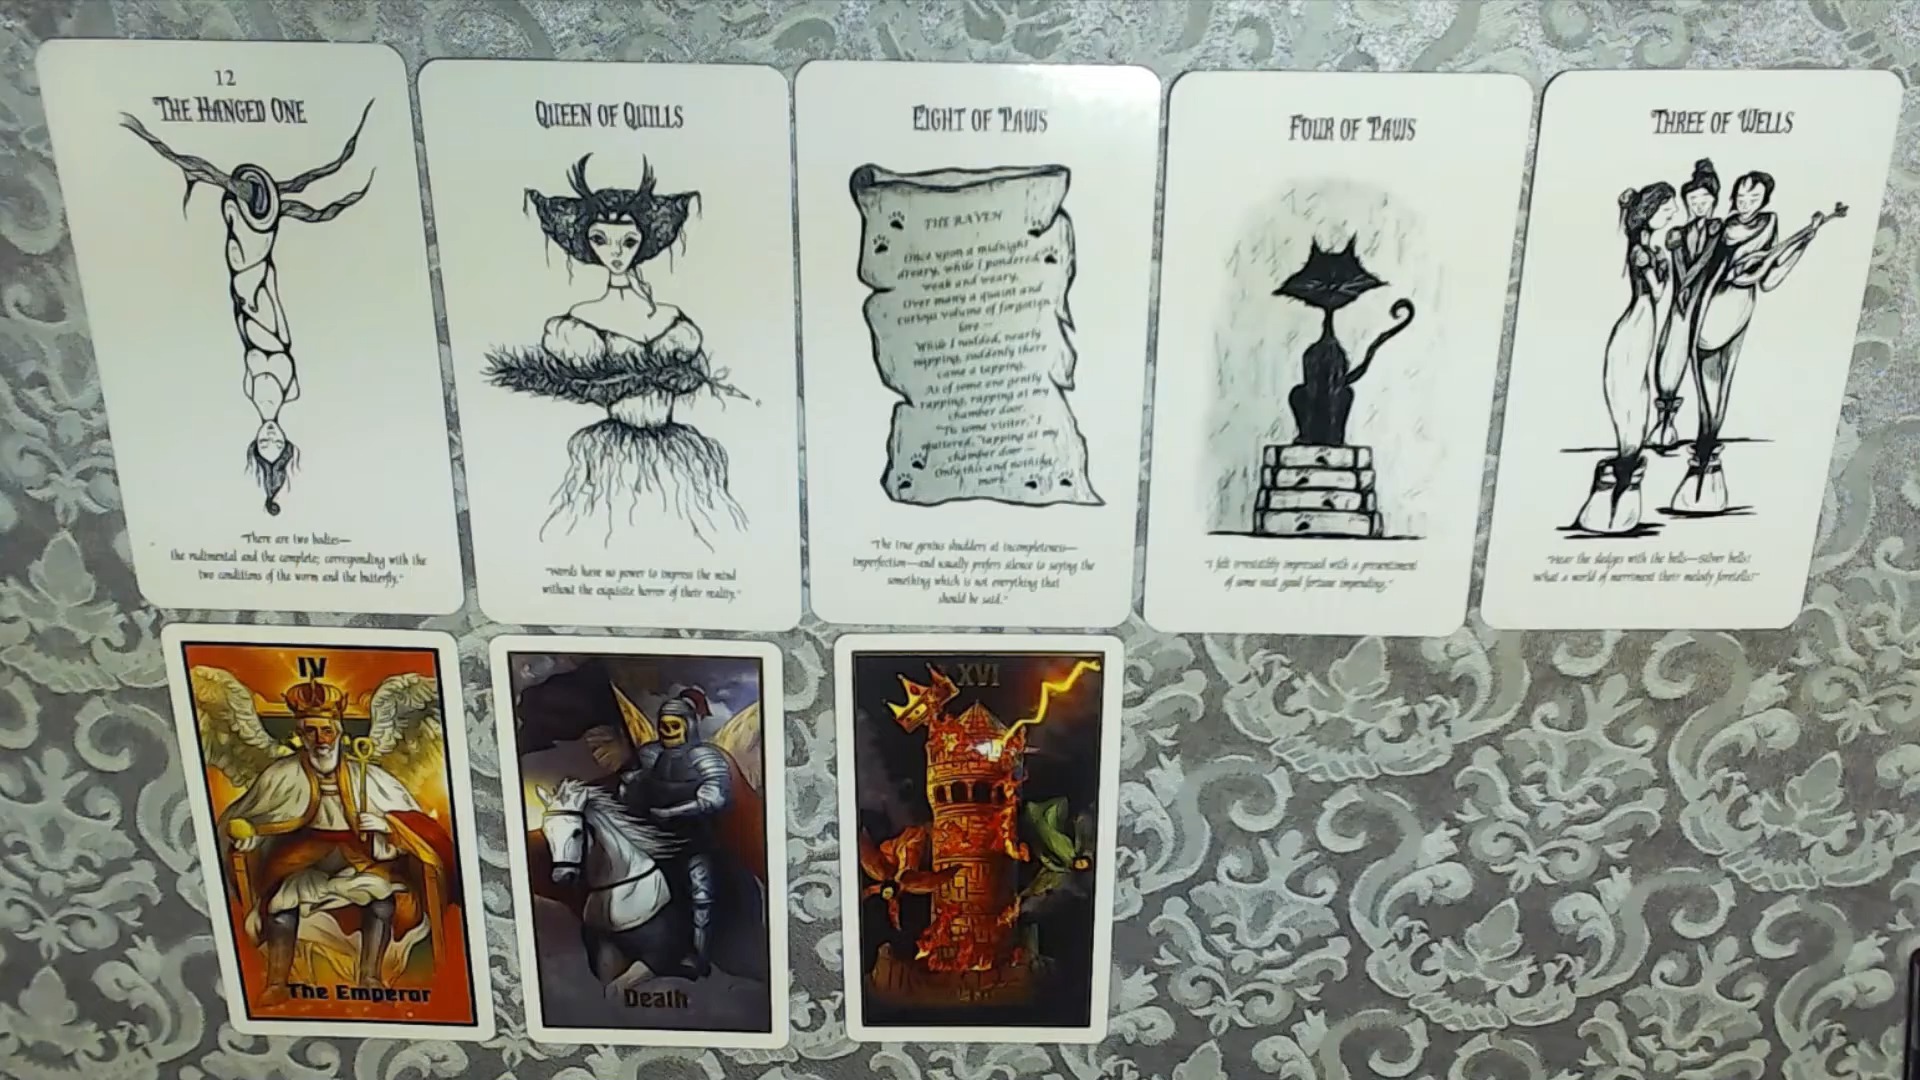 12
THE HANGED ONE
"There are two bodies—
the rudimental and the complete; corresponding with the
two conditions of the worm and the butterfly."
QUEEN OF QUILLS
"Words have no power to impress the mind
without the exquisite horror of their reality."
EIGHT OF PAWS
THE RAVEN
Once upon a midnight
dreary, while I pondered,
weak and weary,
Over many a quaint and
curious volume of forgotten
lore—
While I nodded, nearly
napping, suddenly there
came a tapping,
As of some one gently
rapping, rapping at my
chamber door.
"'Tis some visiter," I
muttered, "tapping at my
chamber door—
Only this and nothing
more."
"The true genius shudders at incompleteness—
imperfection—and usually prefers silence to saying the
something which is not everything that
should be said."
FOUR OF PAWS
"I felt irresistibly impressed with a presentiment
of some vast good fortune impending."
THREE OF WELLS
"Hear the sledges with the bells—silver bells!
What a world of merriment their melody foretells!"
IV
The Emperor
Death
XVI